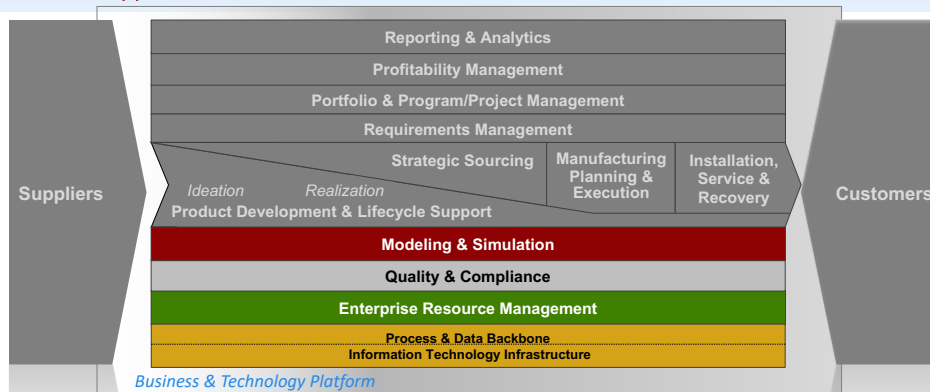 Reporting & Analytics
Profitability Management
Portfolio & Program/Project Management
Requirements Management
Suppliers
Strategic Sourcing
Ideation
Realization
Product Development & Lifecycle Support
Manufacturing
Planning &
Execution
Installation,
Service &
Recovery
Customers
Modeling & Simulation
Quality & Compliance
Enterprise Resource Management
Process & Data Backbone
Information Technology Infrastructure
Business & Technology Platform